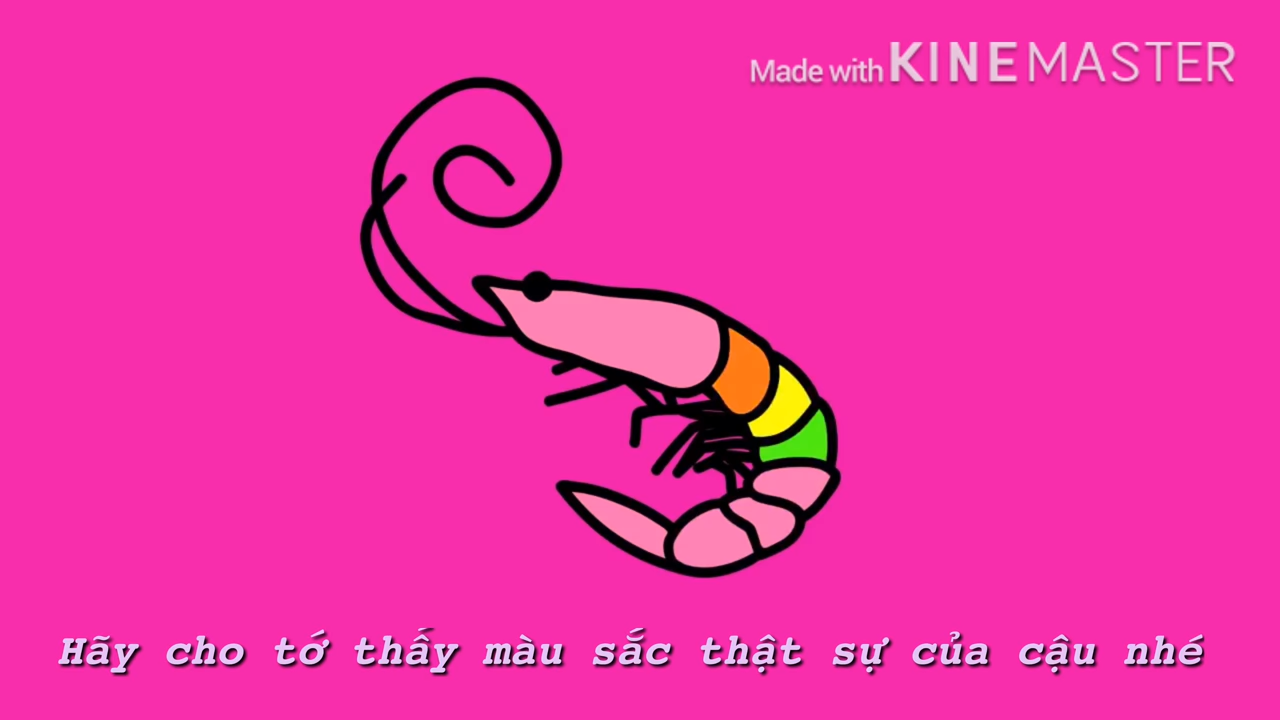 Made with KINEMASTER
Hãy cho tớ thấy màu sắc thật sự của cậu nhé